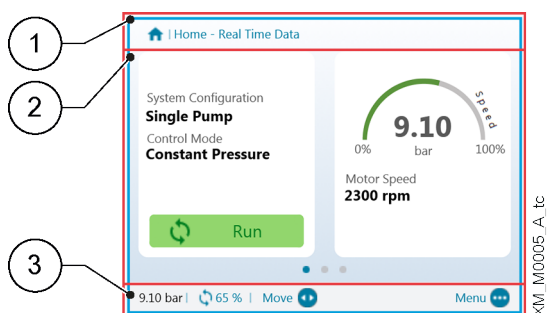 1
| Home - Real Time Data
2
System Configuration
Single Pump
Control Mode
Constant Pressure
Run
Speed
9.10
0% bar 100%
Motor Speed
2300 rpm
3
9.10 bar | 65 % | Move Menu
XM_M0005_A_tc